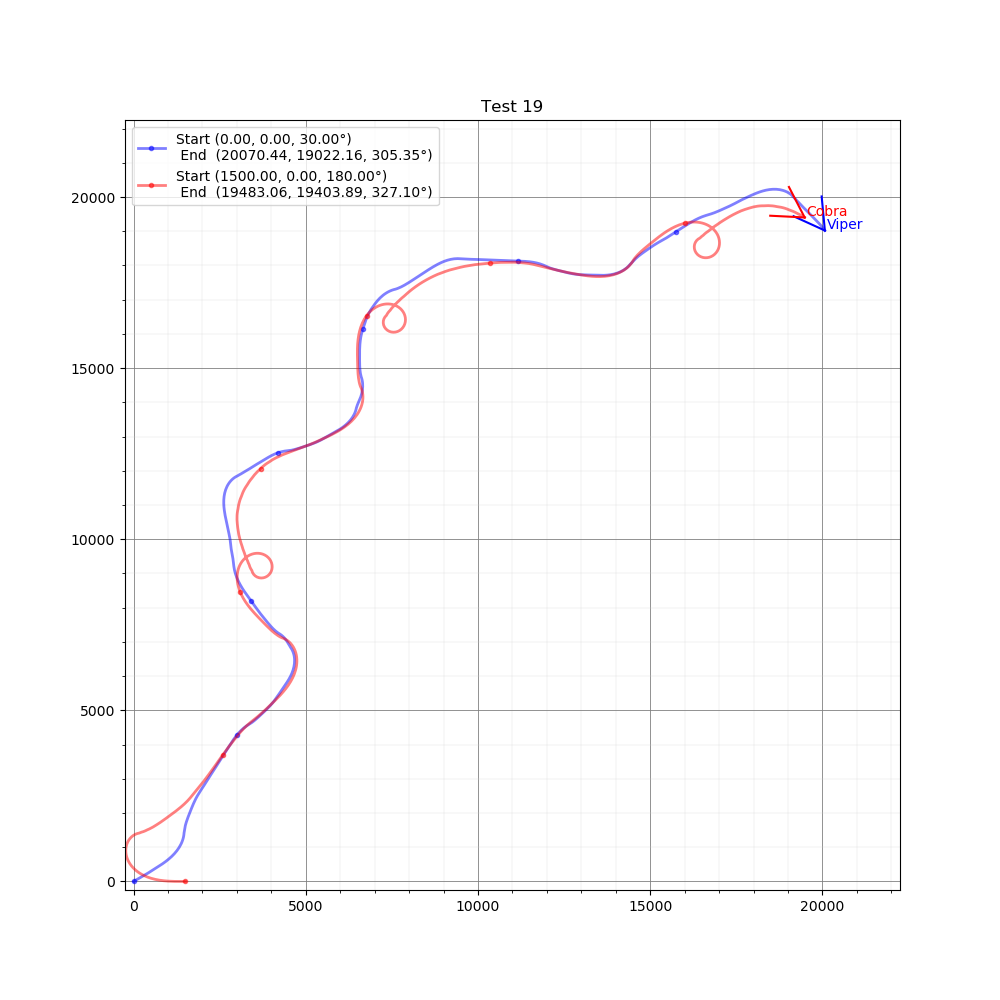 Test 19
Start (0.00, 0.00, 30.00°)
End (20070.44, 19022.16, 305.35°)
Start (1500.00, 0.00, 180.00°)
End (19483.06, 19403.89, 327.10°)
Cobra
Viper
20000
15000
10000
5000
0
0 5000 10000 15000 20000